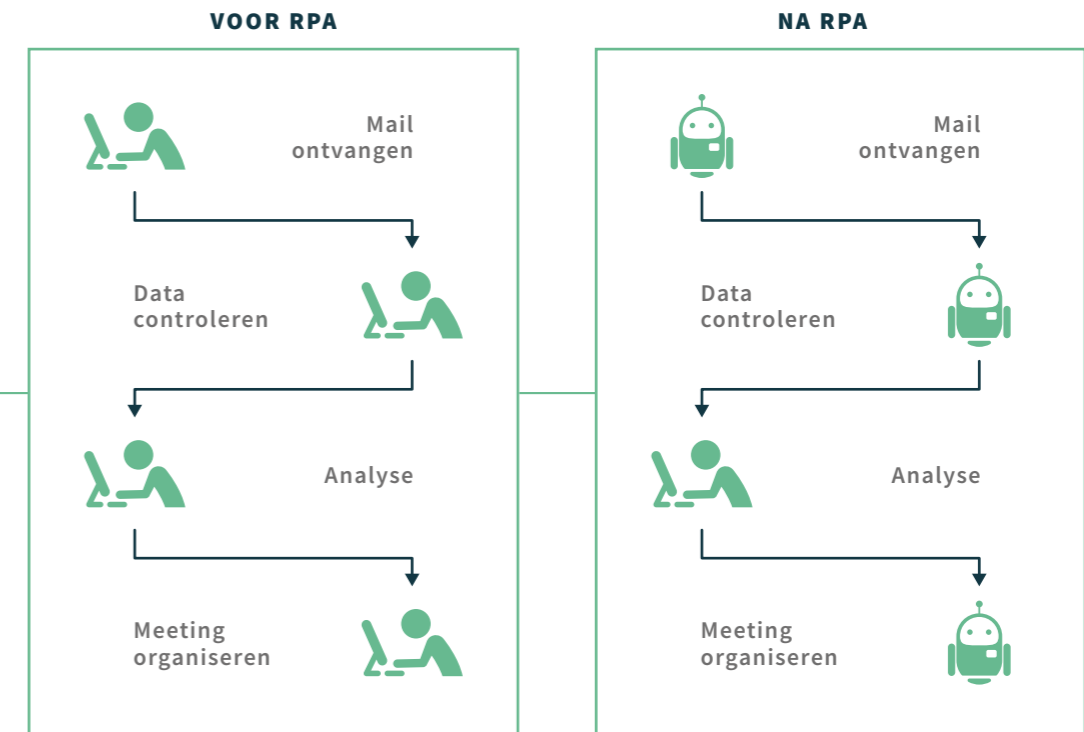 VOOR RPA
Mail
ontvangen
Data
controleren
Analyse
Meeting
organiseren
NA RPA
Mail
ontvangen
Data
controleren
Analyse
Meeting
organiseren